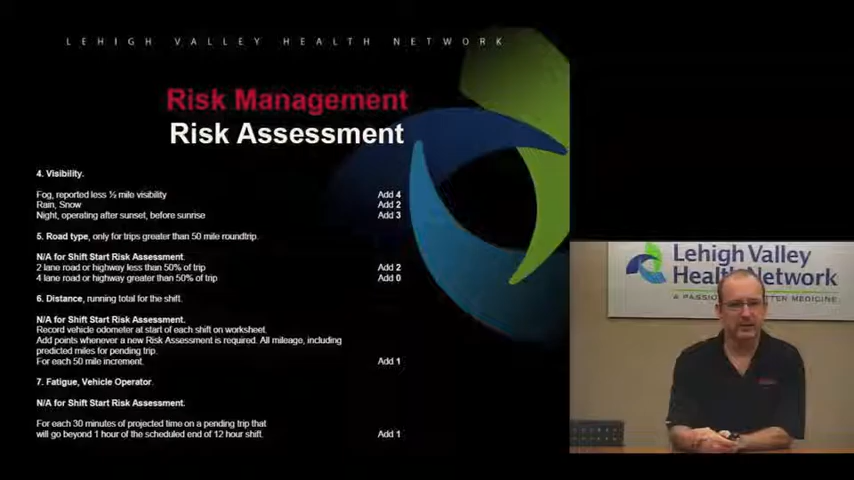 LEHIGH VALLEY HEALTH NETWORK
Risk Management
Risk Assessment
4. Visibility.
Fog, reported less ½ mile visibility Add 4
Rain, Snow Add 2
Night, operating after sunset, before sunrise Add 3
5. Road type, only for trips greater than 50 mile roundtrip.
N/A for Shift Start Risk Assessment.
2 lane road or highway less than 50% of trip Add 2
4 lane road or highway greater than 50% of trip Add 0
6. Distance, running total for the shift.
N/A for Shift Start Risk Assessment.
Record vehicle odometer at start of each shift on worksheet.
Add points whenever a new Risk Assessment is required. All mileage, including
predicted miles for pending trip.
For each 50 mile increment. Add 1
7. Fatigue, Vehicle Operator.
N/A for Shift Start Risk Assessment.
For each 30 minutes of projected time on a pending trip that
will go beyond 1 hour of the scheduled end of 12 hour shift. Add 1
Lehigh Valley
Health Network
A PASSION TER MEDICINE.